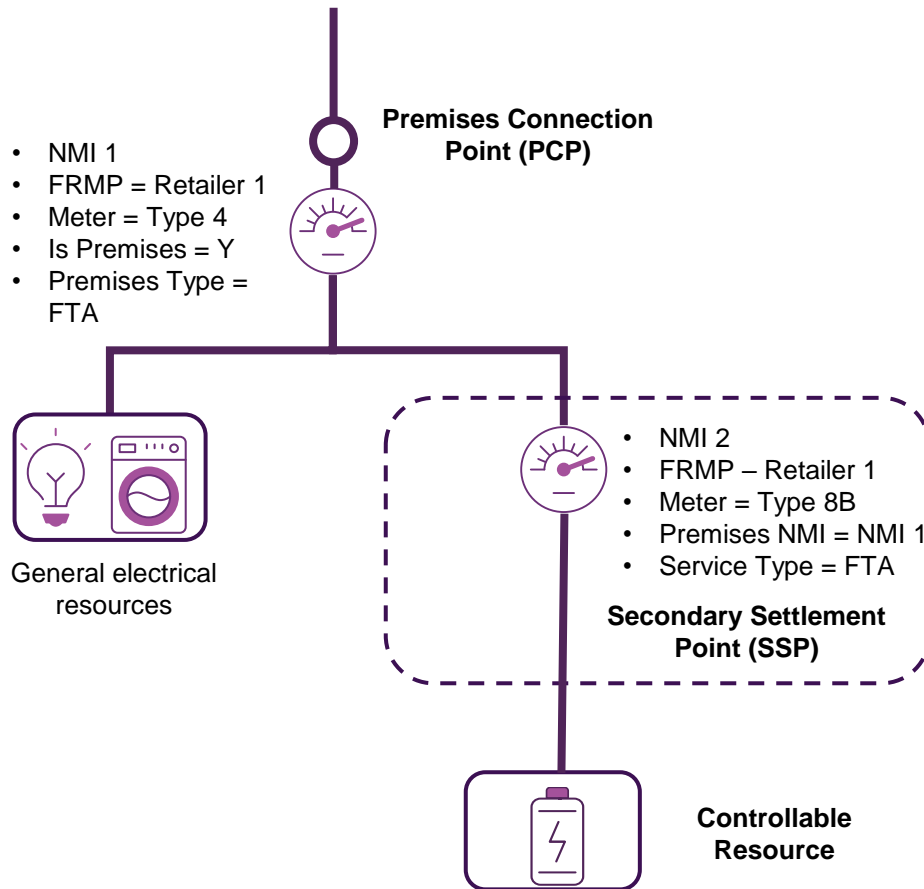 Premises Connection
Point (PCP)
• NMI 1
• FRMP = Retailer 1
• Meter = Type 4
• Is Premises = Y
• Premises Type =
FTA
• NMI 2
• FRMP – Retailer 1
• Meter = Type 8B
• Premises NMI = NMI 1
• Service Type = FTA
Secondary Settlement
Point (SSP)
General electrical
resources
Controllable
Resource